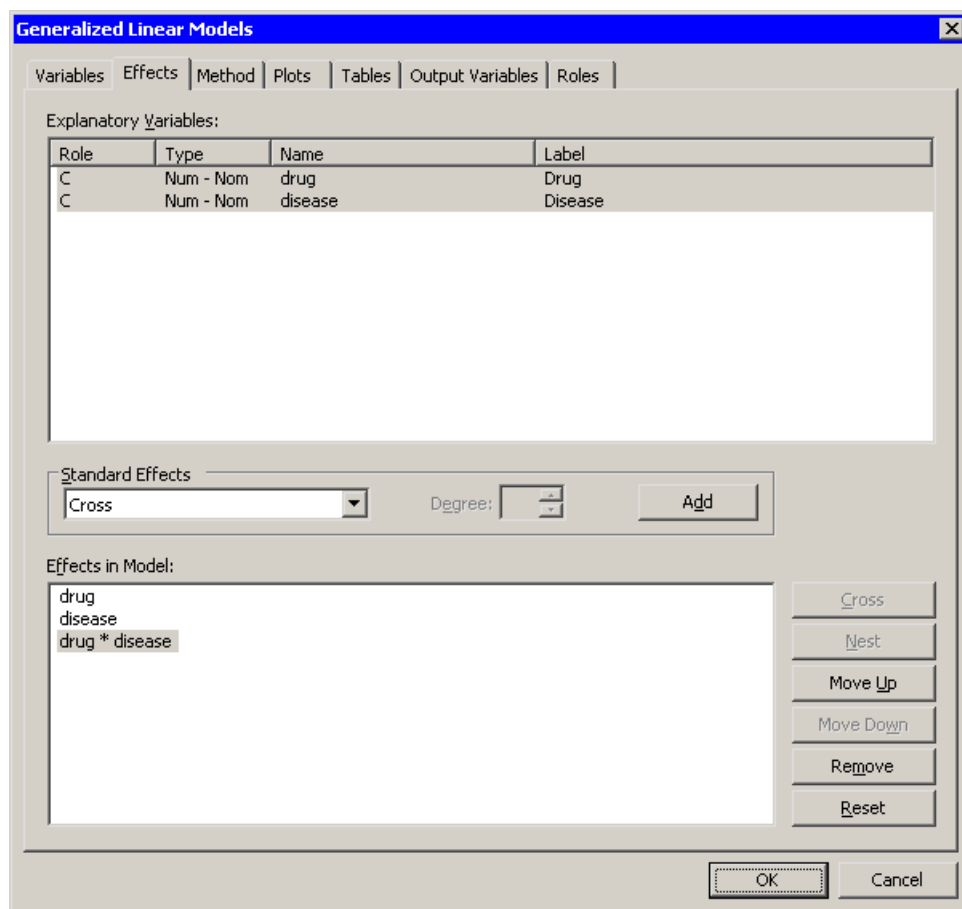 Generalized Linear Models
Variables Effects Method Plots Tables Output Variables Roles
Explanatory Variables:
Role Type Name Label
C Num - Nom drug Drug
C Num - Nom disease Disease
Standard Effects
Cross Degree: Add
Effects in Model:
drug
disease
drug * disease
Cross
Nest
Move Up
Move Down
Remove
Reset
OK Cancel